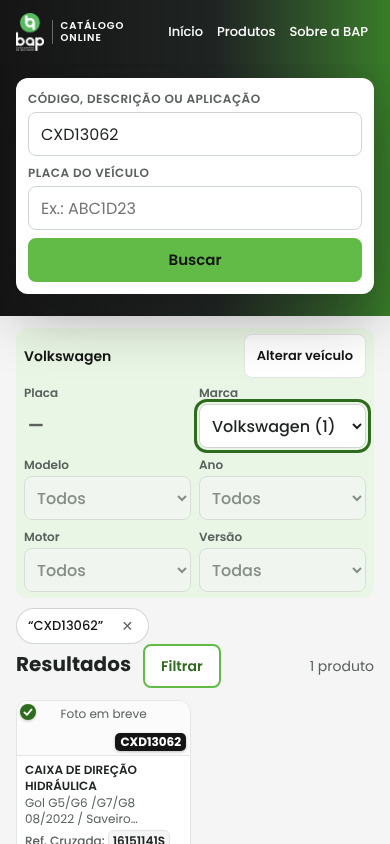 bap
CATÁLOGO
ONLINE
Início
Produtos
Sobre a BAP
CÓDIGO, DESCRIÇÃO OU APLICAÇÃO
CXD13062
PLACA DO VEÍCULO
Ex.: ABC1D23
Buscar
Volkswagen
Alterar veículo
Placa
Marca
—
Volkswagen (1)
Modelo
Ano
Todos
Todos
Motor
Versão
Todos
Todas
“CXD13062” ×
Resultados
Filtrar
1 produto
Foto em breve
CXD13062
CAIXA DE DIREÇÃO
HIDRÁULICA
Gol G5/G6 /G7/G8
08/2022 / Saveiro...
Ref. Cruzada: 16151141S